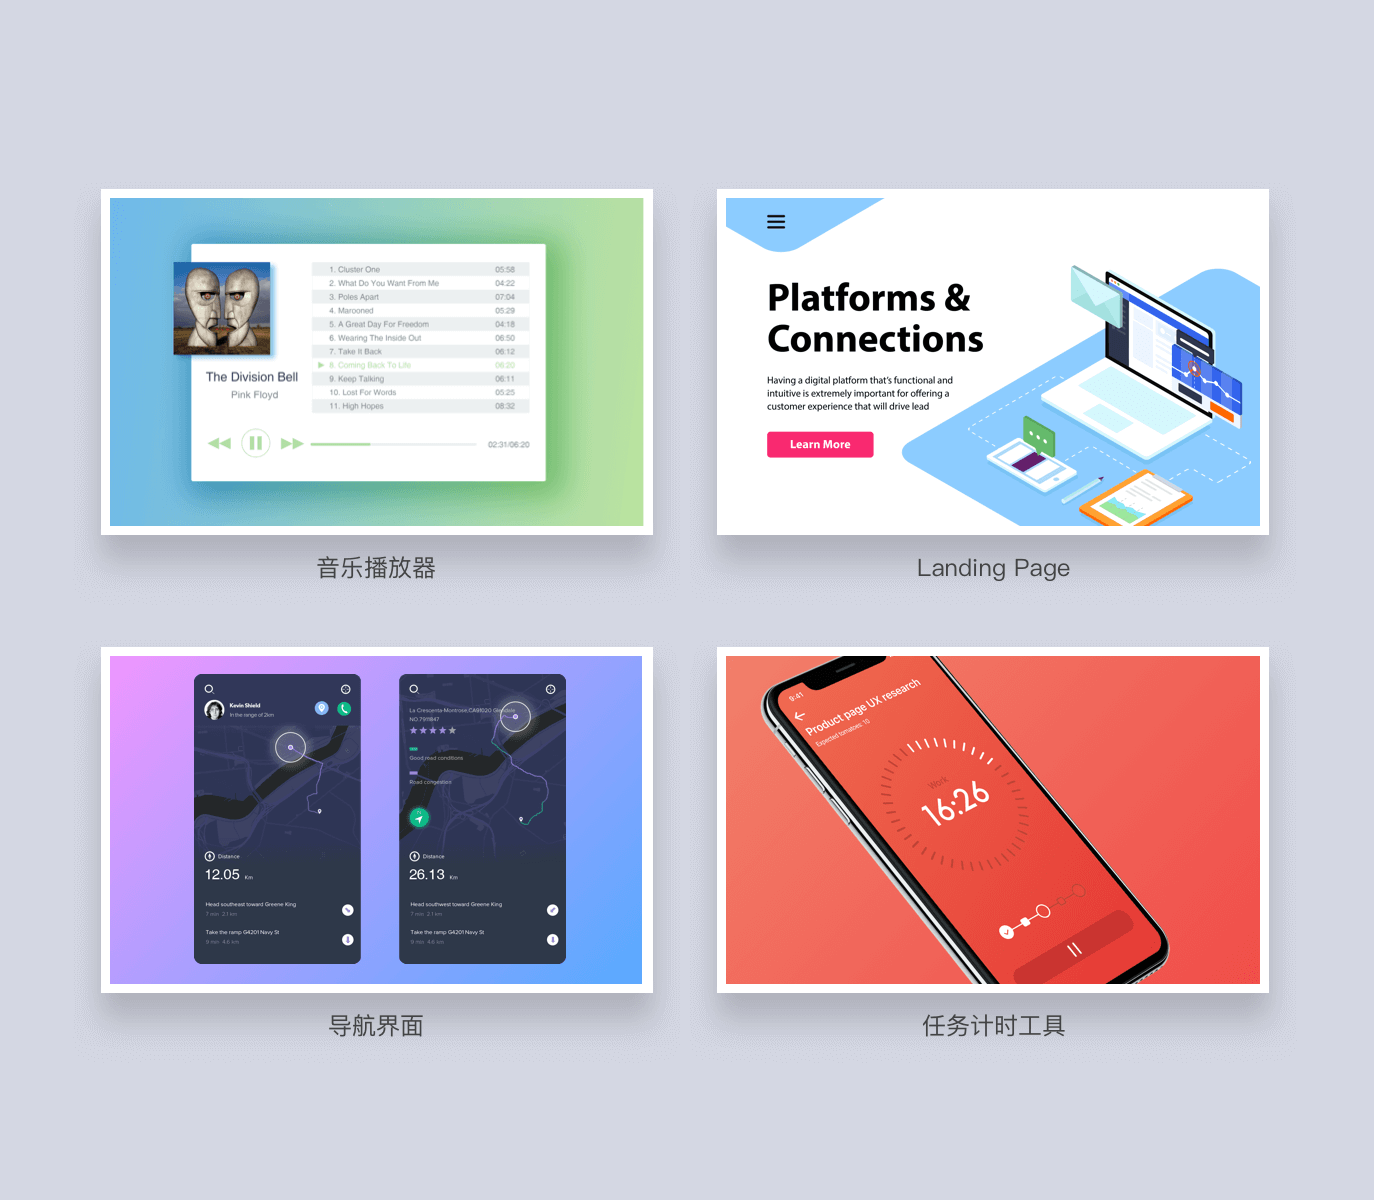 1. Cluster One 05:58
2. What Do You Want From Me 04:22
3. Poles Apart 07:04
4. Marooned 05:29
5. A Great Day For Freedom 04:18
6. Wearing The Inside Out 06:50
7. Take It Back 06:12
8. Coming Back To Life 06:20
9. Keep Talking 06:11
10. Lost For Words 05:25
11. High Hopes 08:32
The Division Bell
Pink Floyd
02:31/06:20
音乐播放器
Platforms &
Connections
Having a digital platform that's functional and
intuitive is extremely important for offering a
customer experience that will drive lead
Learn More
Landing Page
Kevin Shield
In the range of 2km
Distance
12.05 Km
Head southeast toward Greene King
7 min 2.1 km
Take the ramp G4201 Navy St
9 min 4.6 km
La Crescenta-Montrose,CA91020 Glendale
NO.7911847
Good road conditions
Road congestion
Distance
26.13 Km
Head southwest toward Greene King
7 min 2.1 km
Take the ramp G4201 Navy St
9 min 4.6 km
导航界面
9:41
Product page UX research
Expected tomatoes: 10
Work
16:26
任务计时工具